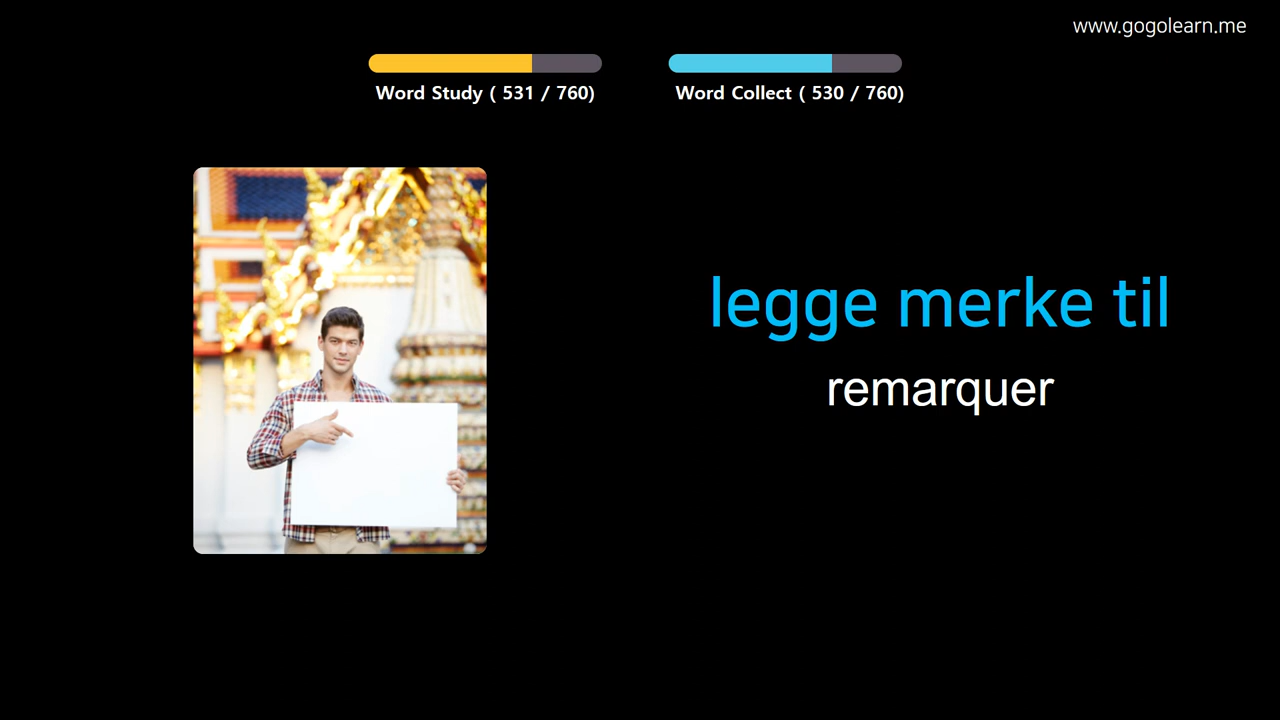 www.gogolearn.me
Word Study ( 531 / 760)
Word Collect ( 530 / 760)
legge merke til
remarquer